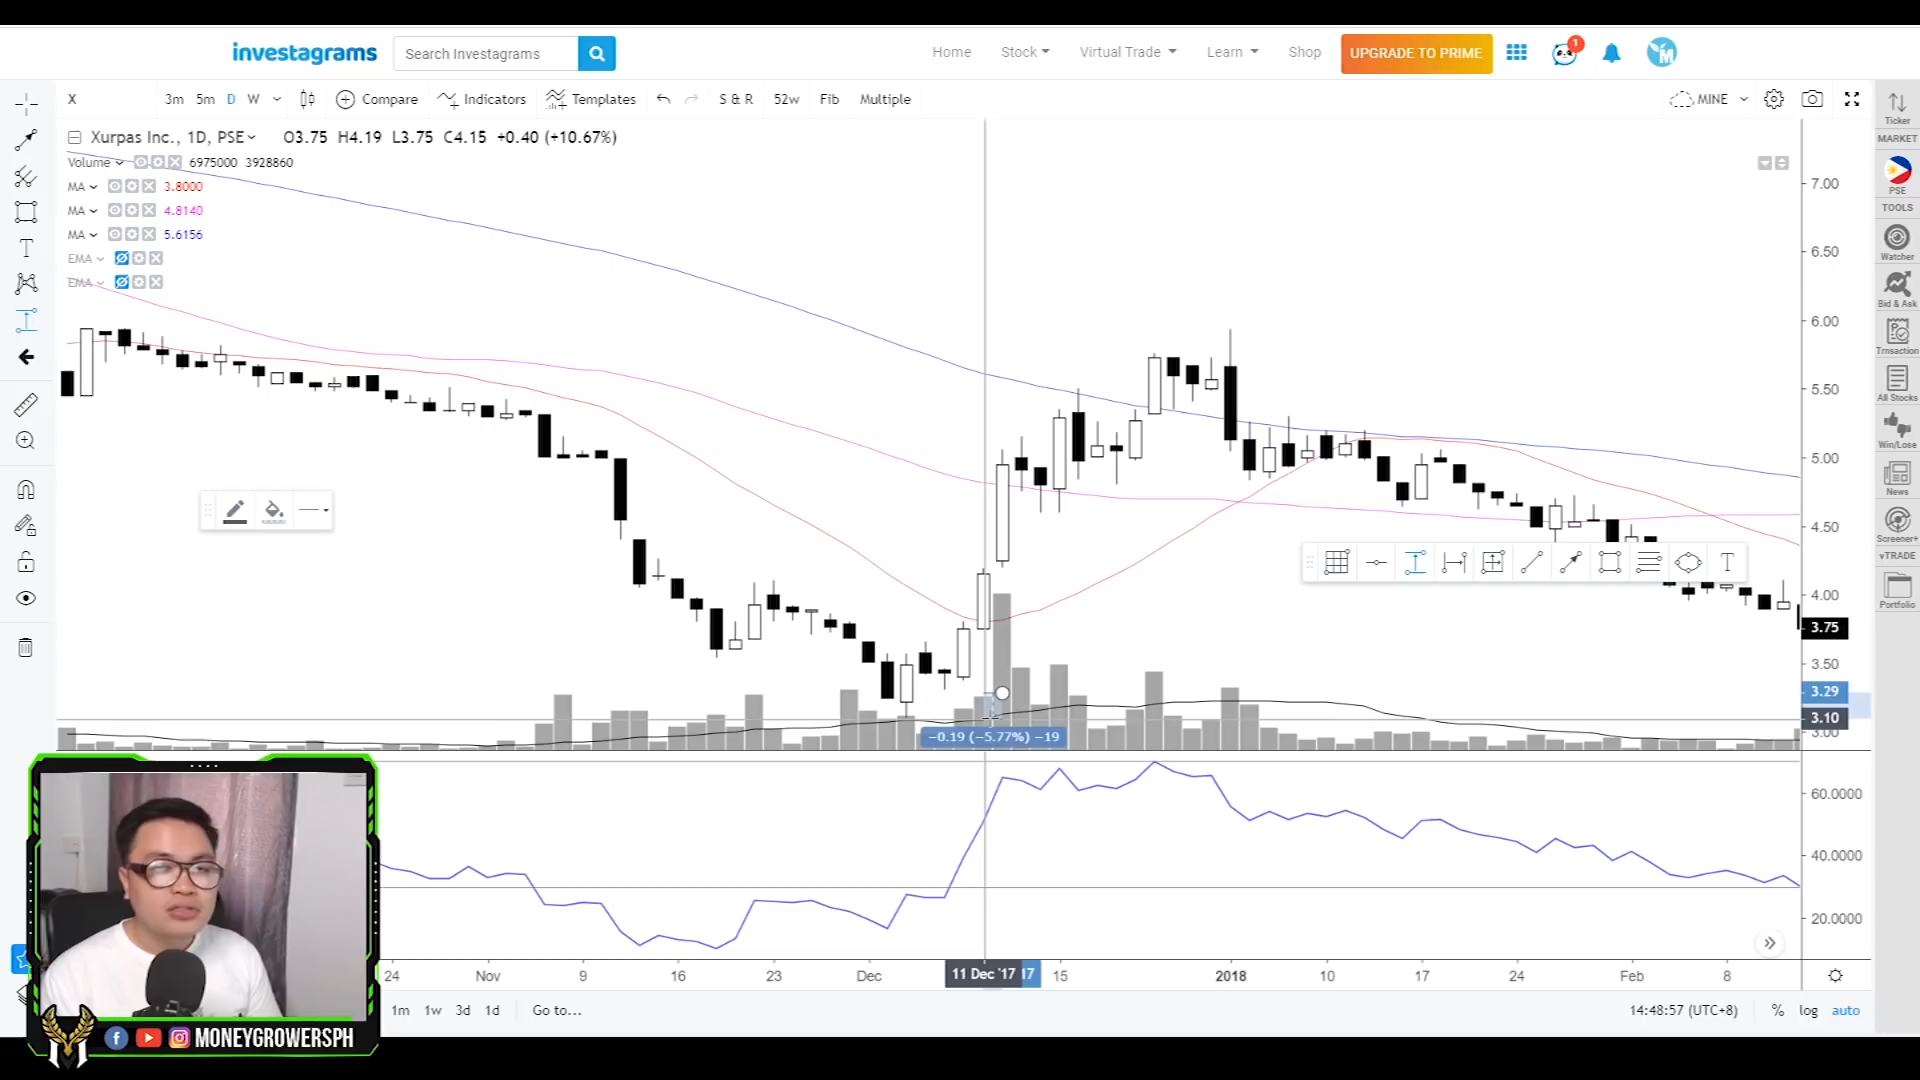 investagrams
Search Investagrams
Home
Stock
Virtual Trade
Learn
Shop
UPGRADE TO PRIME
1
M
X
3m 5m D W
Compare
Indicators
Templates
S & R
52w
Fib
Multiple
MINE
Ticker
MARKET
PSE
TOOLS
Watcher
Bid & Ask
Trnsaction
All Stocks
Win/Lose
News
Screener+
vTRADE
Portfolio
Xurpas Inc., 1D, PSE O3.75 H4.19 L3.75 C4.15 +0.40 (+10.67%)
Volume 6975000 3928860
MA 3.8000
MA 4.8140
MA 5.6156
EMA
EMA
7.00
6.50
6.00
5.50
5.00
4.50
4.00
3.75
3.50
3.29
3.10
3.00
−0.19 (−5.77%) −19
60.0000
40.0000
20.0000
24 Nov 9 16 23 Dec 11 Dec '17 17 15 2018 10 17 24 Feb 8
1m 1w 3d 1d Go to...
14:48:57 (UTC+8) % log auto
MONEYGROWERSPH